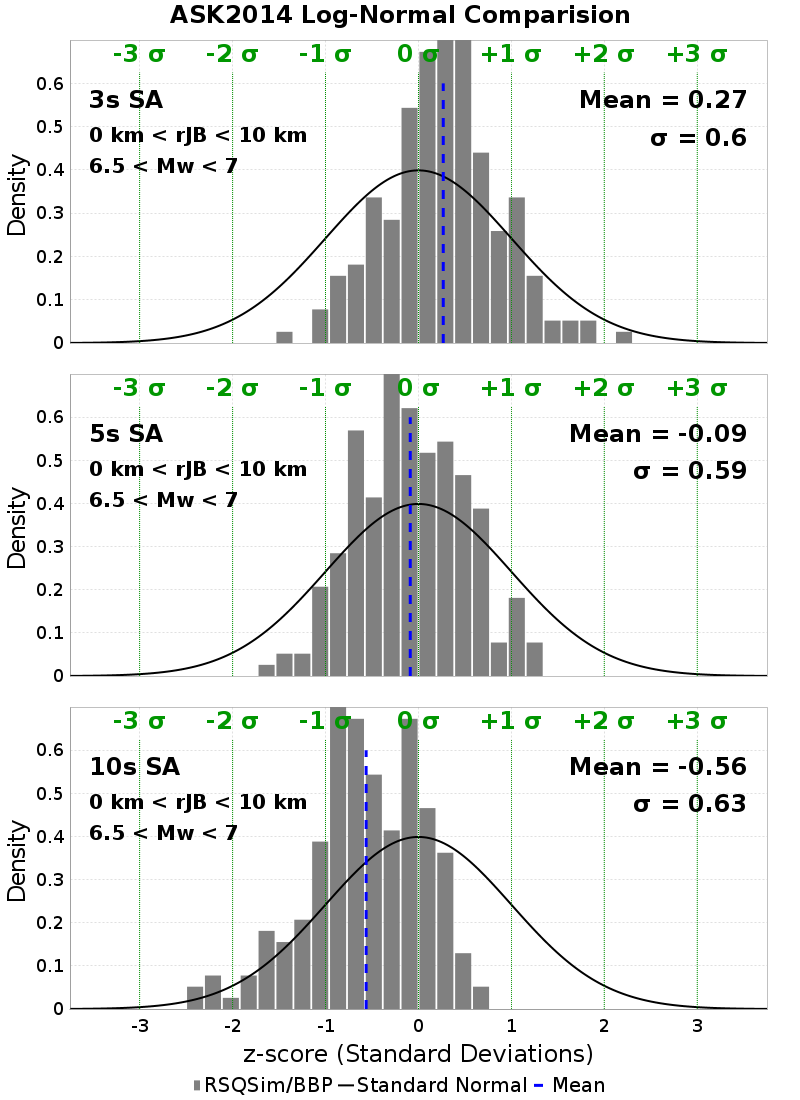 ASK2014 Log-Normal Comparision
-3 σ -2 σ -1 σ 0 σ +1 σ +2 σ +3 σ
3s SA
0 km < rJB < 10 km
6.5 < Mw < 7
Mean = 0.27
σ = 0.6
Density
0.6
0.5
0.4
0.3
0.2
0.1
0
-3 σ -2 σ -1 σ 0 σ +1 σ +2 σ +3 σ
5s SA
0 km < rJB < 10 km
6.5 < Mw < 7
Mean = -0.09
σ = 0.59
Density
0.6
0.5
0.4
0.3
0.2
0.1
0
-3 σ -2 σ -1 σ 0 σ +1 σ +2 σ +3 σ
10s SA
0 km < rJB < 10 km
6.5 < Mw < 7
Mean = -0.56
σ = 0.63
Density
0.6
0.5
0.4
0.3
0.2
0.1
0
-3 -2 -1 0 1 2 3
z-score (Standard Deviations)
RSQSim/BBP Standard Normal Mean